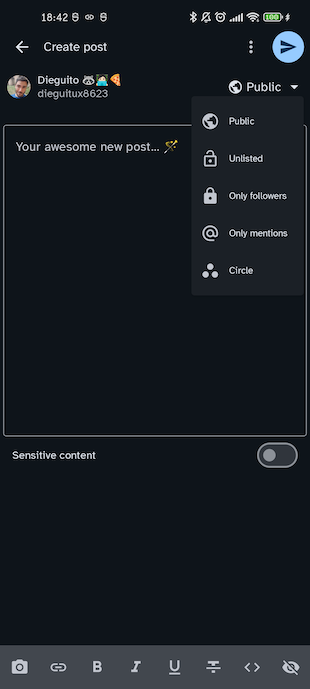 18:42
100
Create post
Dieguito 🦝🧑🏻‍💻🍕
dieguitux8623
Public
Public
Your awesome new post... 🪄
Unlisted
Only followers
Only mentions
Circle
Sensitive content
B I U S